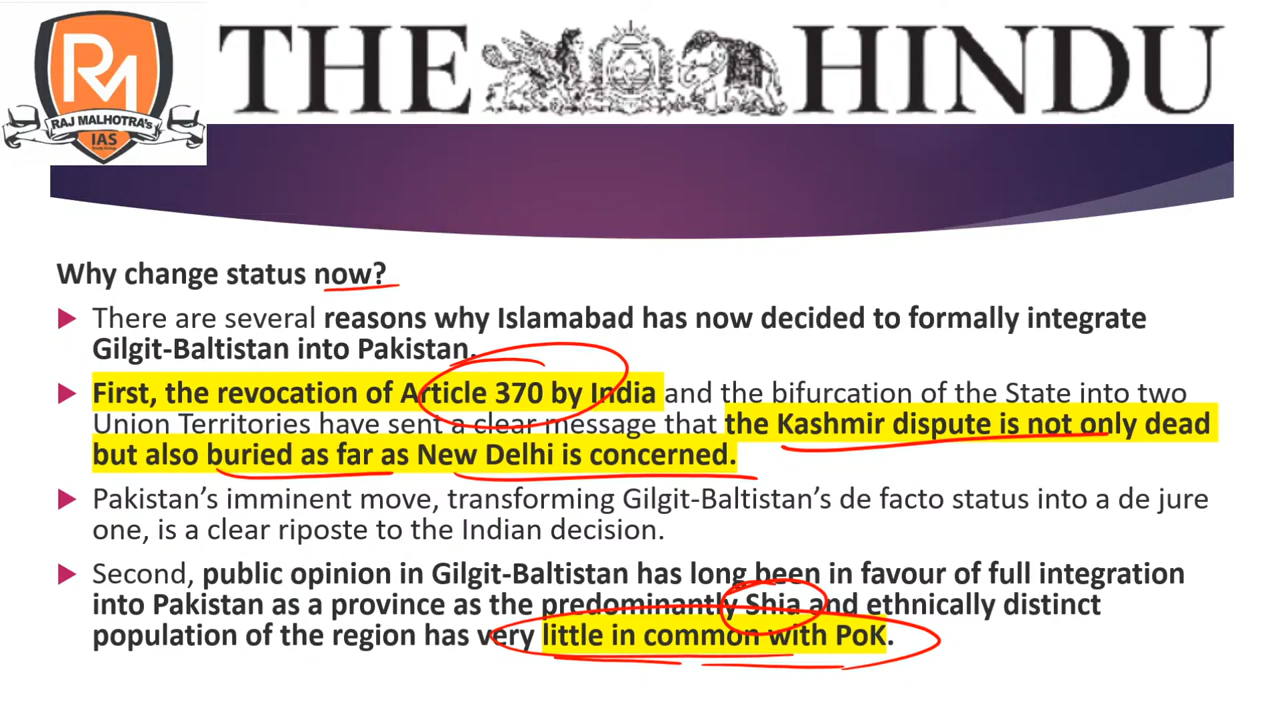 RM
RAJ MALHOTRA'S
IAS
Study Group
THE HINDU
Why change status now?
There are several reasons why Islamabad has now decided to formally integrate
Gilgit-Baltistan into Pakistan.
First, the revocation of Article 370 by India and the bifurcation of the State into two
Union Territories have sent a clear message that the Kashmir dispute is not only dead
but also buried as far as New Delhi is concerned.
Pakistan's imminent move, transforming Gilgit-Baltistan's de facto status into a de jure
one, is a clear riposte to the Indian decision.
Second, public opinion in Gilgit-Baltistan has long been in favour of full integration
into Pakistan as a province as the predominantly Shia and ethnically distinct
population of the region has very little in common with PoK.